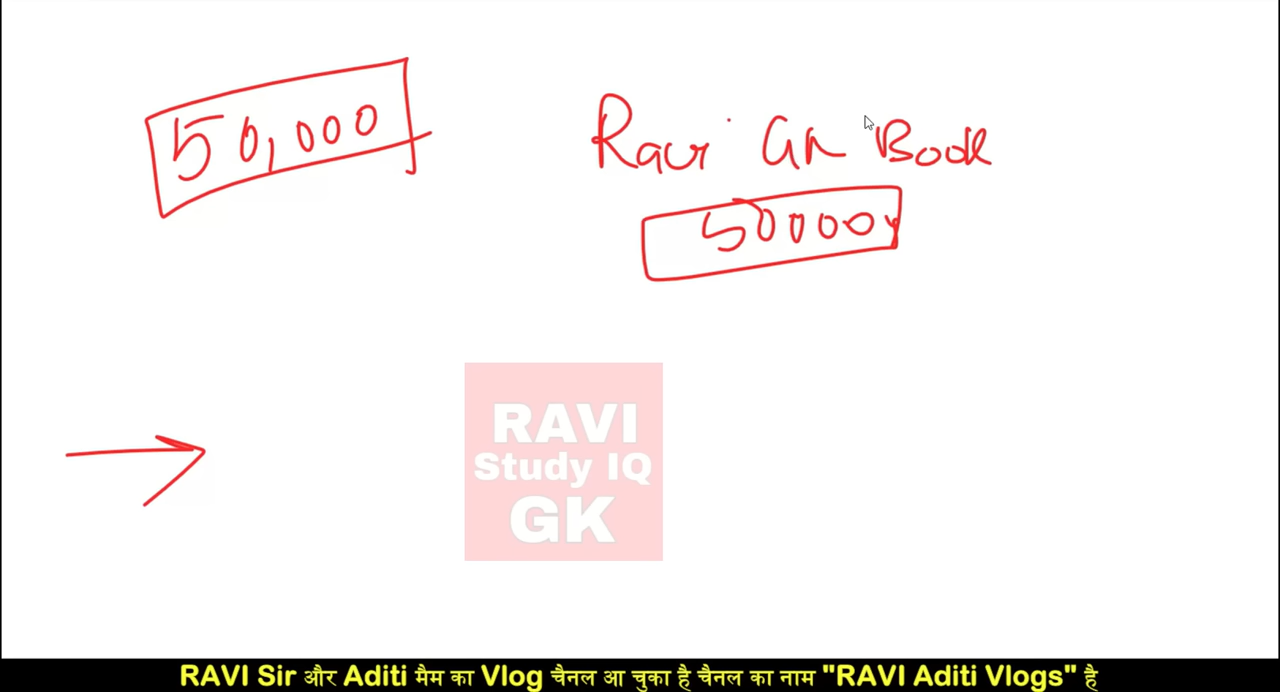 50,000
Ravi GK Book
50000
RAVI
Study IQ
GK
RAVI Sir और Aditi मैम का Vlog चैनल आ चुका है चैनल का नाम "RAVI Aditi Vlogs" है